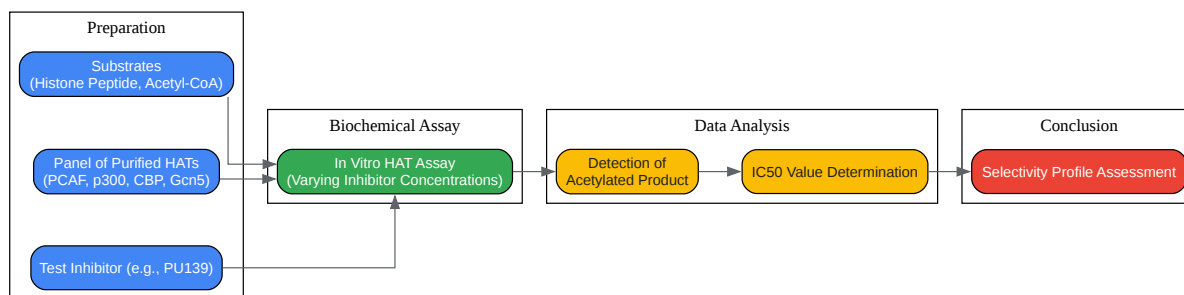 Preparation
Substrates
(Histone Peptide, Acetyl-CoA)
Panel of Purified HATs
(PCAF, p300, CBP, Gcn5)
Test Inhibitor (e.g., PU139)
Biochemical Assay
In Vitro HAT Assay
(Varying Inhibitor Concentrations)
Data Analysis
Detection of
Acetylated Product
IC50 Value Determination
Conclusion
Selectivity Profile Assessment